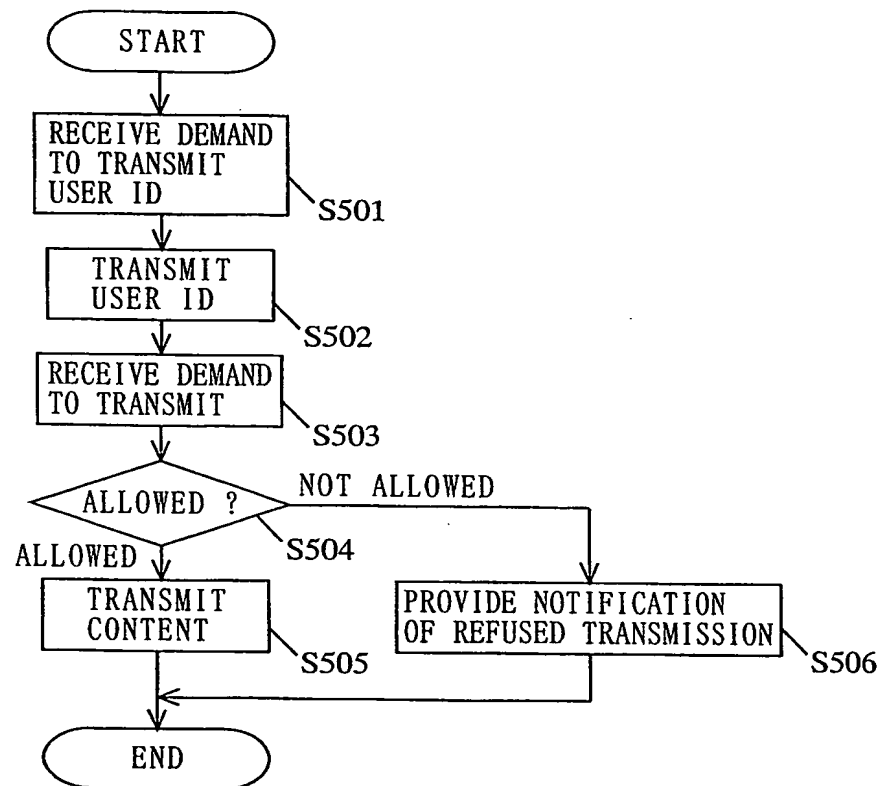 START
RECEIVE DEMAND
TO TRANSMIT
USER ID
S501
TRANSMIT
USER ID
S502
RECEIVE DEMAND
TO TRANSMIT
S503
ALLOWED ?
NOT ALLOWED
S504
ALLOWED
TRANSMIT
CONTENT
S505
PROVIDE NOTIFICATION
OF REFUSED TRANSMISSION
S506
END